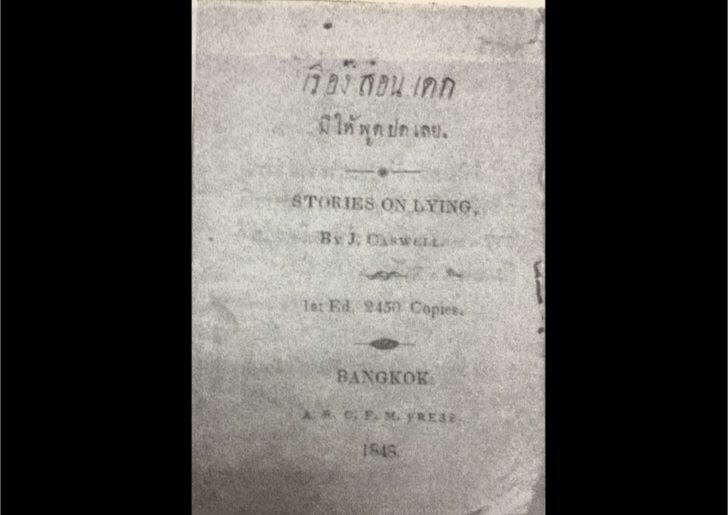 เรื่อง สอน เดก
มิ ให้ พูด ปด เลย.
STORIES ON LYING,
BY J. CASWELL
1st Ed. 2450 Copies.
BANGKOK
A. B. C. F. M. PRESS.
1848.